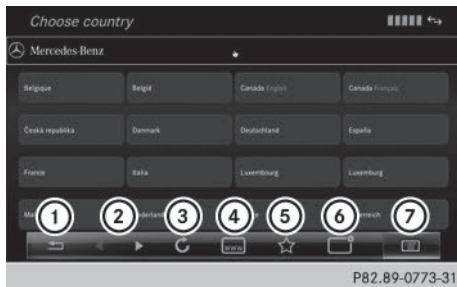 Choose country
Mercedes-Benz
Belgique België Canada English Canada Français
Česká republika Danmark Deutschland España
France Italia Luxembourg Luxemburg
1 2 3 4 5 6 7
www
P82.89-0773-31